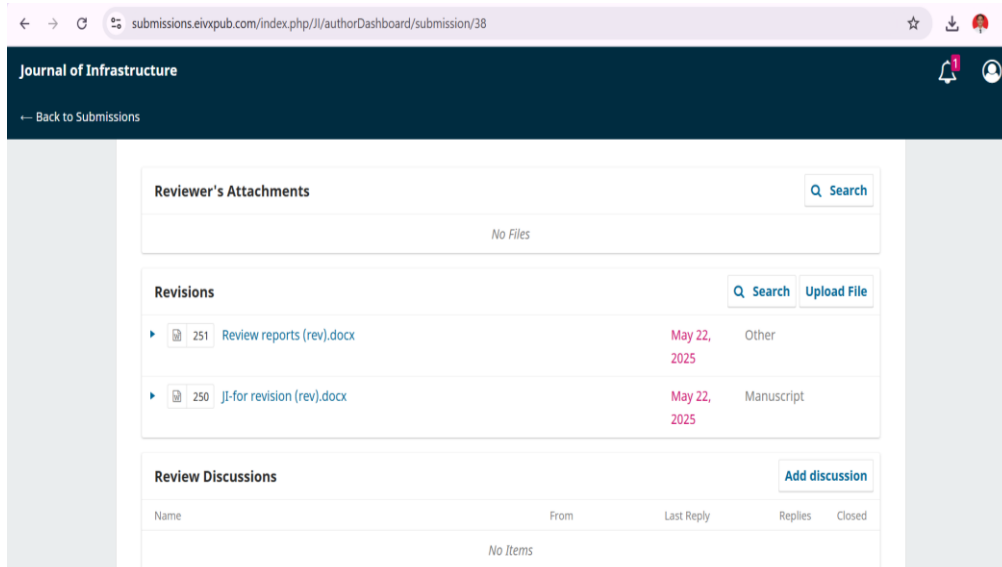 submissions.eivxpub.com/index.php/JI/authorDashboard/submission/38
Journal of Infrastructure
1
← Back to Submissions
Reviewer's Attachments
Search
No Files
Revisions
Search
Upload File
251 Review reports (rev).docx May 22, 2025 Other
250 JI-for revision (rev).docx May 22, 2025 Manuscript
Review Discussions
Add discussion
Name From Last Reply Replies Closed
No Items